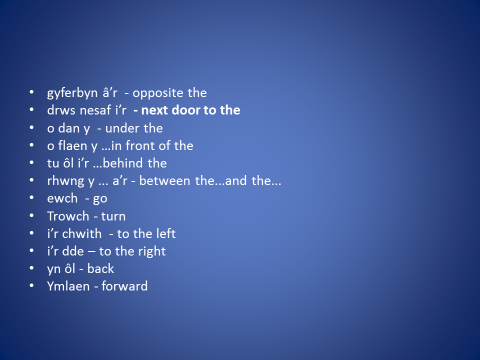 • gyferbyn â’r - opposite the
• drws nesaf i’r - next door to the
• o dan y - under the
• o flaen y ...in front of the
• tu ôl i’r ...behind the
• rhwng y ... a’r - between the...and the...
• ewch - go
• Trowch - turn
• i’r chwith - to the left
• i’r dde – to the right
• yn ôl - back
• Ymlaen - forward